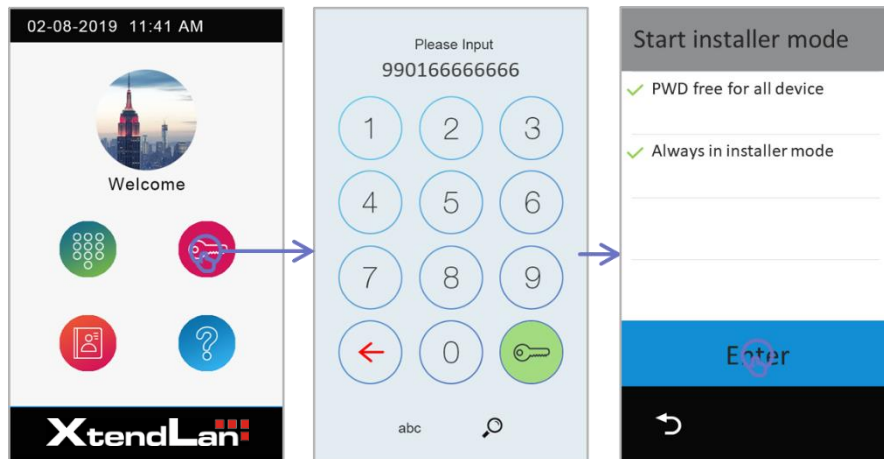 02-08-2019 11:41 AM
Welcome
XtendLan
Please Input
990166666666
1 2 3
4 5 6
7 8 9
0
abc
Start installer mode
PWD free for all device
Always in installer mode
Enter